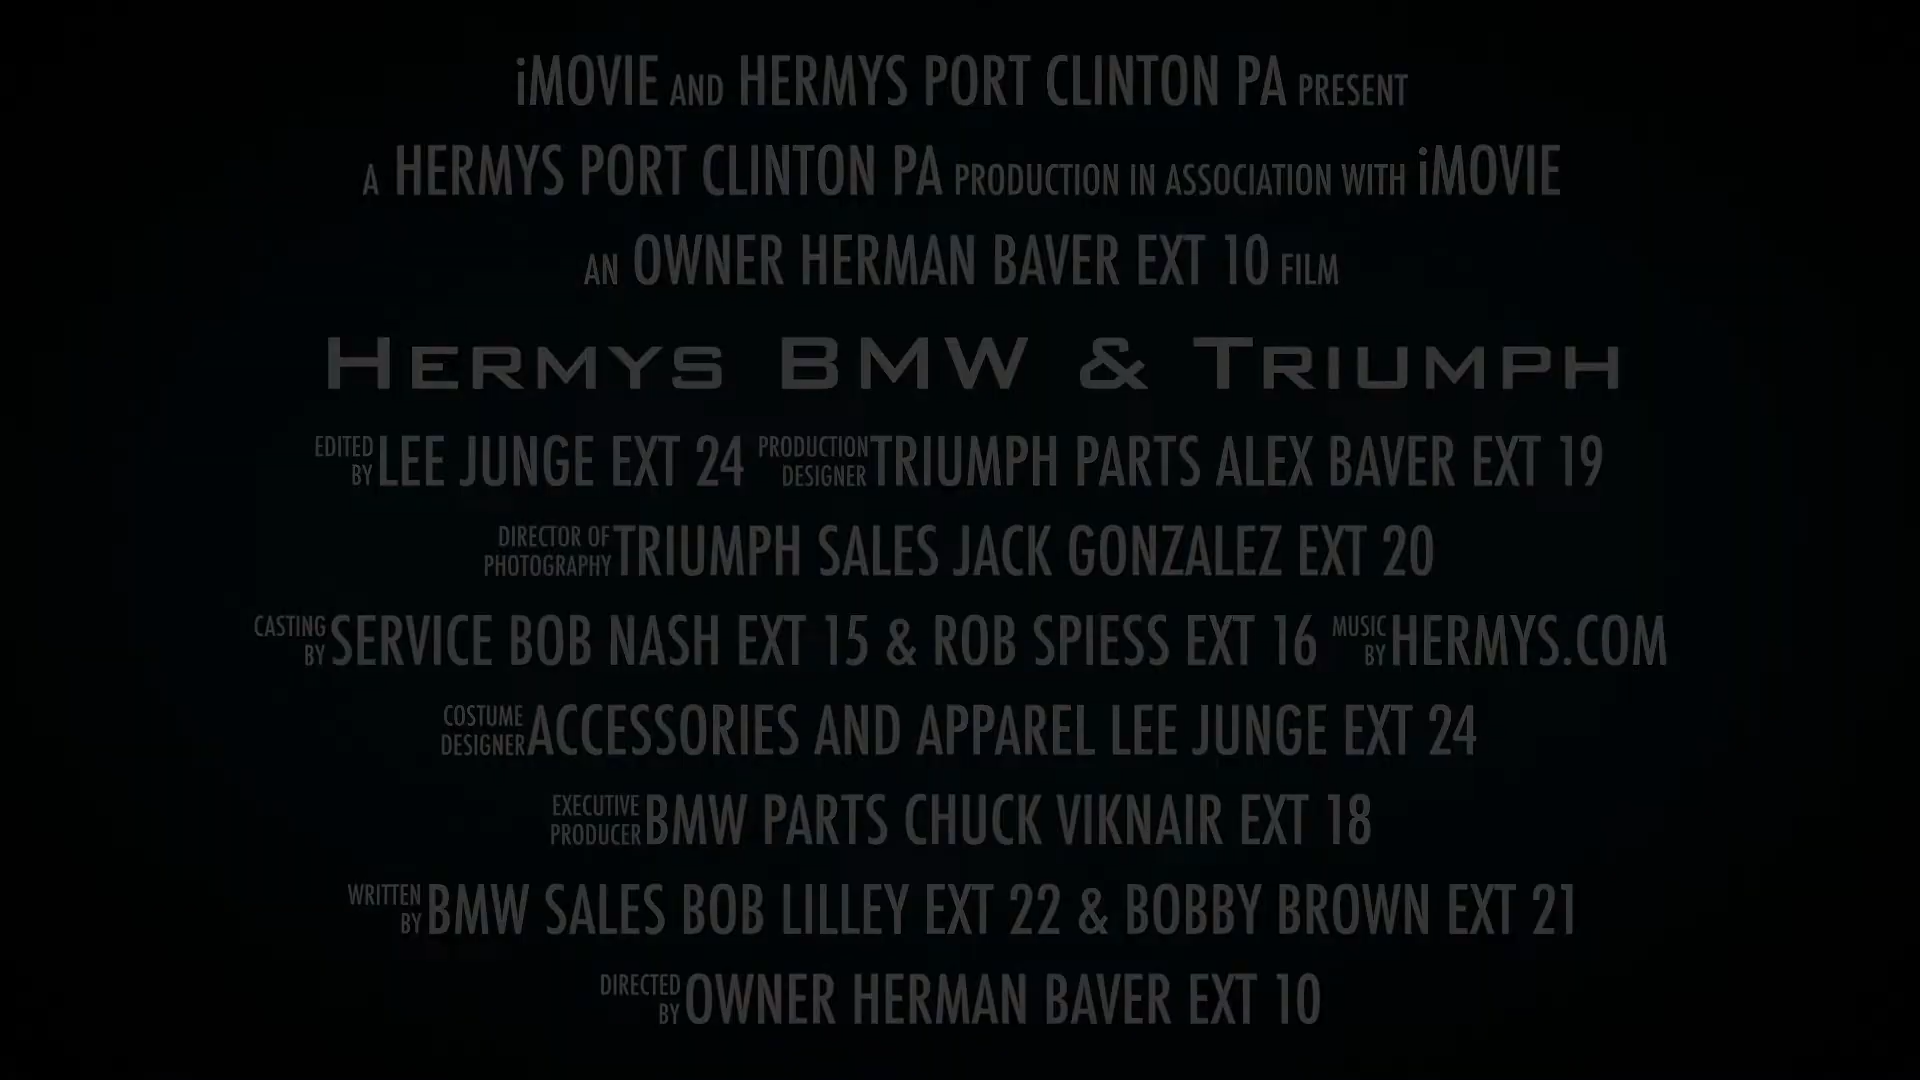 iMOVIE AND HERMYS PORT CLINTON PA PRESENT
A HERMYS PORT CLINTON PA PRODUCTION IN ASSOCIATION WITH iMOVIE
AN OWNER HERMAN BAVER EXT 10 FILM
HERMYS BMW & TRIUMPH
EDITED BY LEE JUNGE EXT 24 PRODUCTION DESIGNER TRIUMPH PARTS ALEX BAVER EXT 19
DIRECTOR OF PHOTOGRAPHY TRIUMPH SALES JACK GONZALEZ EXT 20
CASTING BY SERVICE BOB NASH EXT 15 & ROB SPIESS EXT 16 MUSIC BY HERMYS.COM
COSTUME DESIGNER ACCESSORIES AND APPAREL LEE JUNGE EXT 24
EXECUTIVE PRODUCER BMW PARTS CHUCK VIKNAIR EXT 18
WRITTEN BY BMW SALES BOB LILLEY EXT 22 & BOBBY BROWN EXT 21
DIRECTED BY OWNER HERMAN BAVER EXT 10